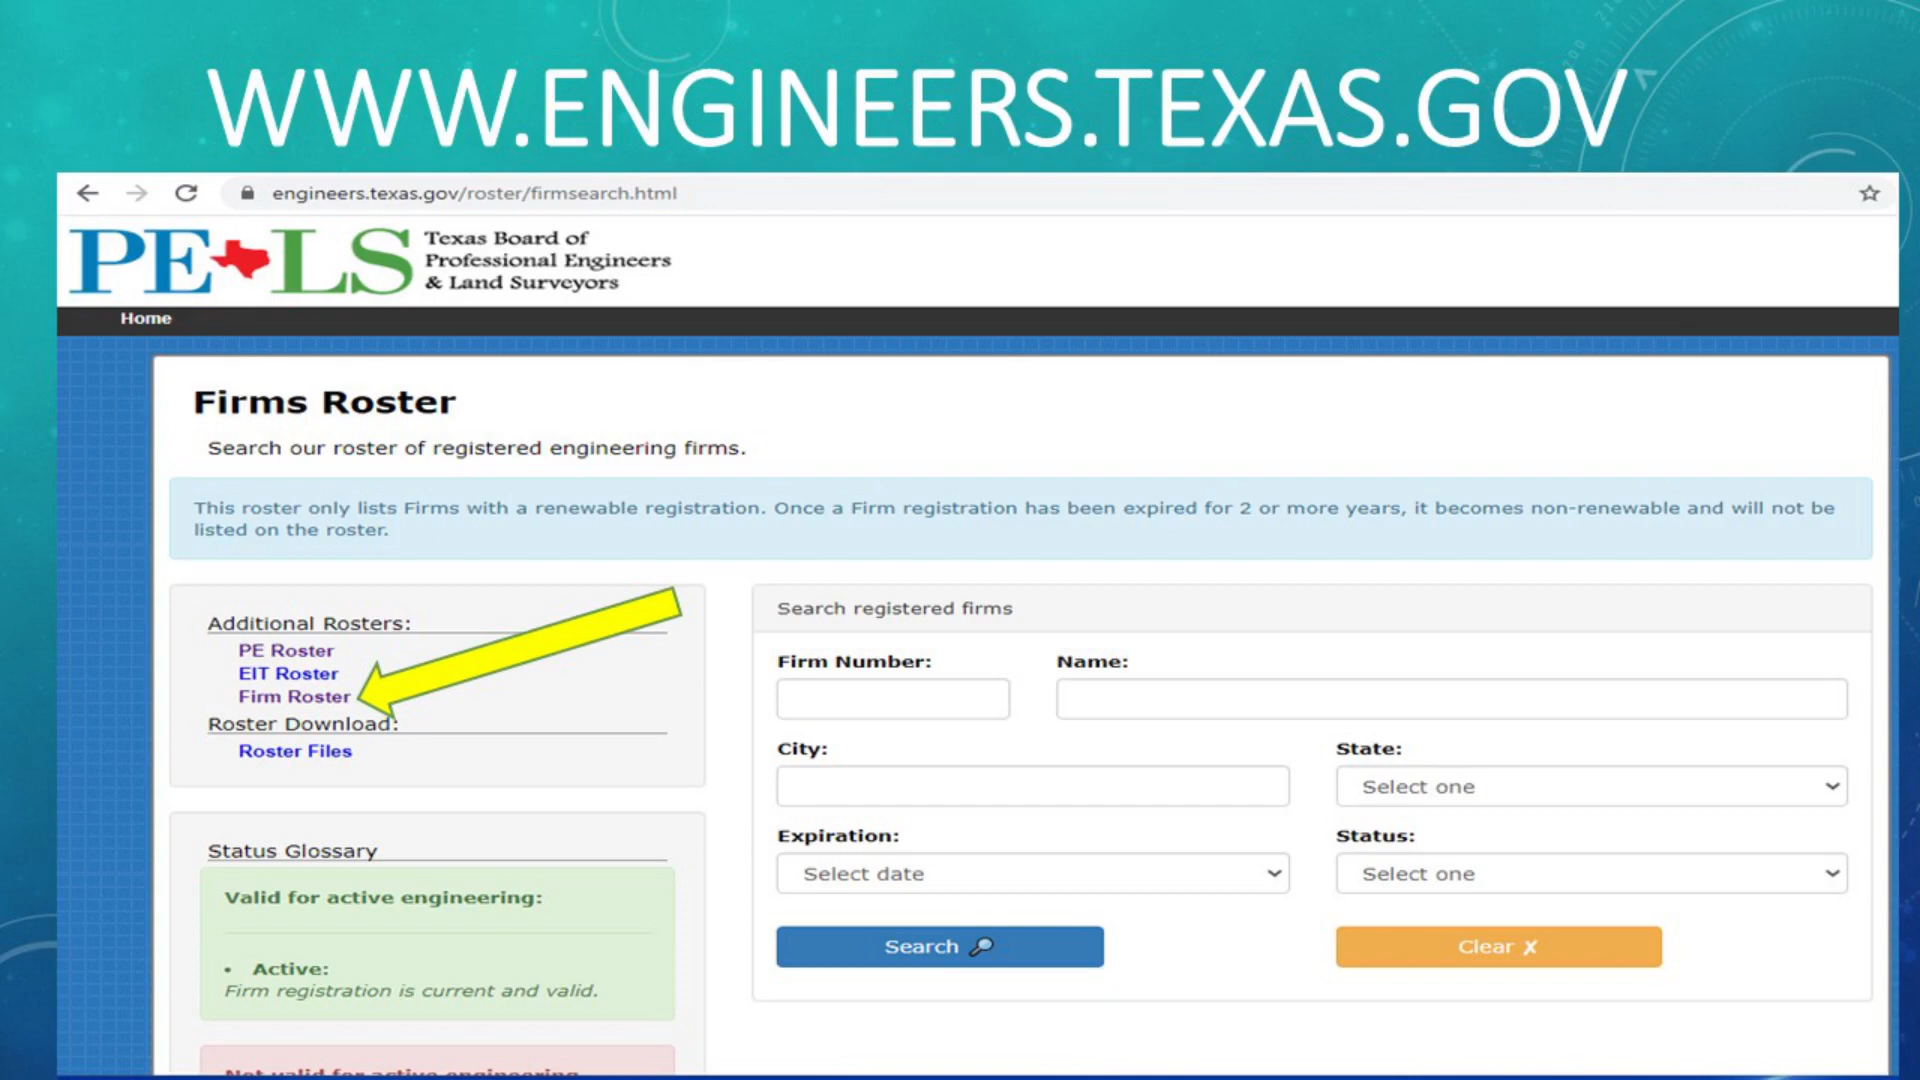 WWW.ENGINEERS.TEXAS.GOV
engineers.texas.gov/roster/firmsearch.html
PE LS
Texas Board of
Professional Engineers
& Land Surveyors
Home
Firms Roster
Search our roster of registered engineering firms.
This roster only lists Firms with a renewable registration. Once a Firm registration has been expired for 2 or more years, it becomes non-renewable and will not be
listed on the roster.
Additional Rosters:
PE Roster
EIT Roster
Firm Roster
Roster Download:
Roster Files
Status Glossary
Valid for active engineering:
• Active:
Firm registration is current and valid.
Not valid for active engineering
Search registered firms
Firm Number: Name:
City: State:
Select one
Expiration: Status:
Select date Select one
Search Clear X